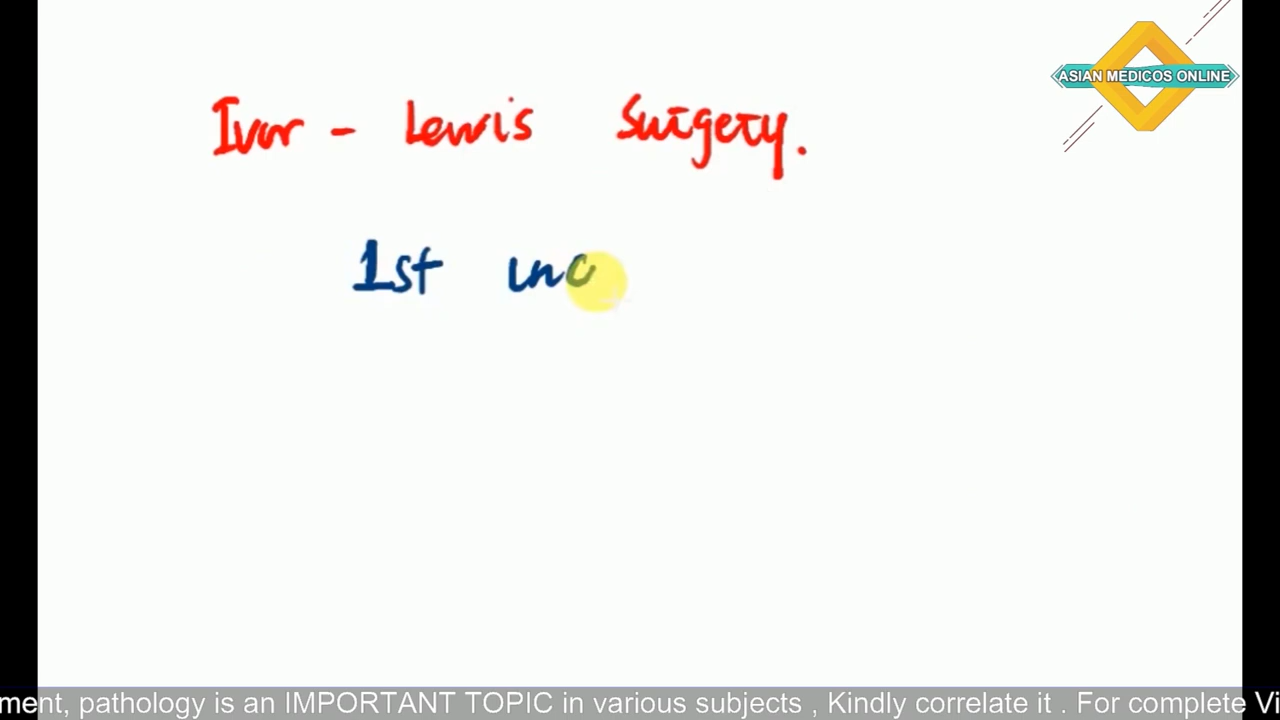 ASIAN MEDICOS ONLINE
Ivor - Lewis Surgery.
1st inc
ment, pathology is an IMPORTANT TOPIC in various subjects , Kindly correlate it . For complete Vi